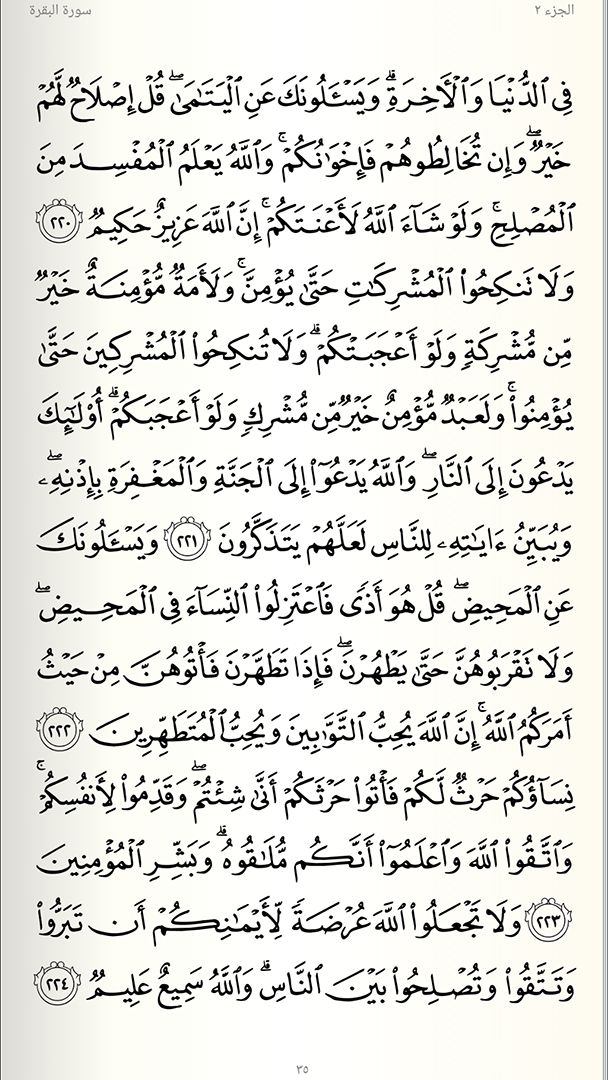 الجزء ٢
سورة البقرة
فِي ٱلدُّنۡيَا وَٱلۡأٓخِرَةِۗ وَيَسۡـَٔلُونَكَ عَنِ ٱلۡيَتَٰمَىٰۖ قُلۡ إِصۡلَاحٞ لَّهُمۡ
خَيۡرٞۖ وَإِن تُخَالِطُوهُمۡ فَإِخۡوَٰنُكُمۡۚ وَٱللَّهُ يَعۡلَمُ ٱلۡمُفۡسِدَ مِنَ
ٱلۡمُصۡلِحِۚ وَلَوۡ شَآءَ ٱللَّهُ لَأَعۡنَتَكُمۡۚ إِنَّ ٱللَّهَ عَزِيزٌ حَكِيمٞ ٢٢٠
وَلَا تَنكِحُواْ ٱلۡمُشۡرِكَٰتِ حَتَّىٰ يُؤۡمِنَّۚ وَلَأَمَةٞ مُّؤۡمِنَةٌ خَيۡرٞ
مِّن مُّشۡرِكَةٖ وَلَوۡ أَعۡجَبَتۡكُمۡۗ وَلَا تُنكِحُواْ ٱلۡمُشۡرِكِينَ حَتَّىٰ
يُؤۡمِنُواْۚ وَلَعَبۡدٞ مُّؤۡمِنٌ خَيۡرٞ مِّن مُّشۡرِكٖ وَلَوۡ أَعۡجَبَكُمۡۗ أُوْلَٰٓئِكَ
يَدۡعُونَ إِلَى ٱلنَّارِۖ وَٱللَّهُ يَدۡعُوٓاْ إِلَى ٱلۡجَنَّةِ وَٱلۡمَغۡفِرَةِ بِإِذۡنِهِۦۖ
وَيُبَيِّنُ ءَايَٰتِهِۦ لِلنَّاسِ لَعَلَّهُمۡ يَتَذَكَّرُونَ ٢٢١ وَيَسۡـَٔلُونَكَ
عَنِ ٱلۡمَحِيضِۖ قُلۡ هُوَ أَذٗى فَٱعۡتَزِلُواْ ٱلنِّسَآءَ فِي ٱلۡمَحِيضِۖ
وَلَا تَقۡرَبُوهُنَّ حَتَّىٰ يَطۡهُرۡنَۖ فَإِذَا تَطَهَّرۡنَ فَأۡتُوهُنَّ مِنۡ حَيۡثُ
أَمَرَكُمُ ٱللَّهُۚ إِنَّ ٱللَّهَ يُحِبُّ ٱلتَّوَّٰبِينَ وَيُحِبُّ ٱلۡمُتَطَهِّرِينَ ٢٢٢
نِسَآؤُكُمۡ حَرۡثٞ لَّكُمۡ فَأۡتُواْ حَرۡثَكُمۡ أَنَّىٰ شِئۡتُمۡۖ وَقَدِّمُواْ لِأَنفُسِكُمۡۚ
وَٱتَّقُواْ ٱللَّهَ وَٱعۡلَمُوٓاْ أَنَّكُم مُّلَٰقُوهُۗ وَبَشِّرِ ٱلۡمُؤۡمِنِينَ
٢٢٣ وَلَا تَجۡعَلُواْ ٱللَّهَ عُرۡضَةٗ لِّأَيۡمَٰنِكُمۡ أَن تَبَرُّواْ
وَتَتَّقُواْ وَتُصۡلِحُواْ بَيۡنَ ٱلنَّاسِۚ وَٱللَّهُ سَمِيعٌ عَلِيمٞ ٢٢٤
٣٥